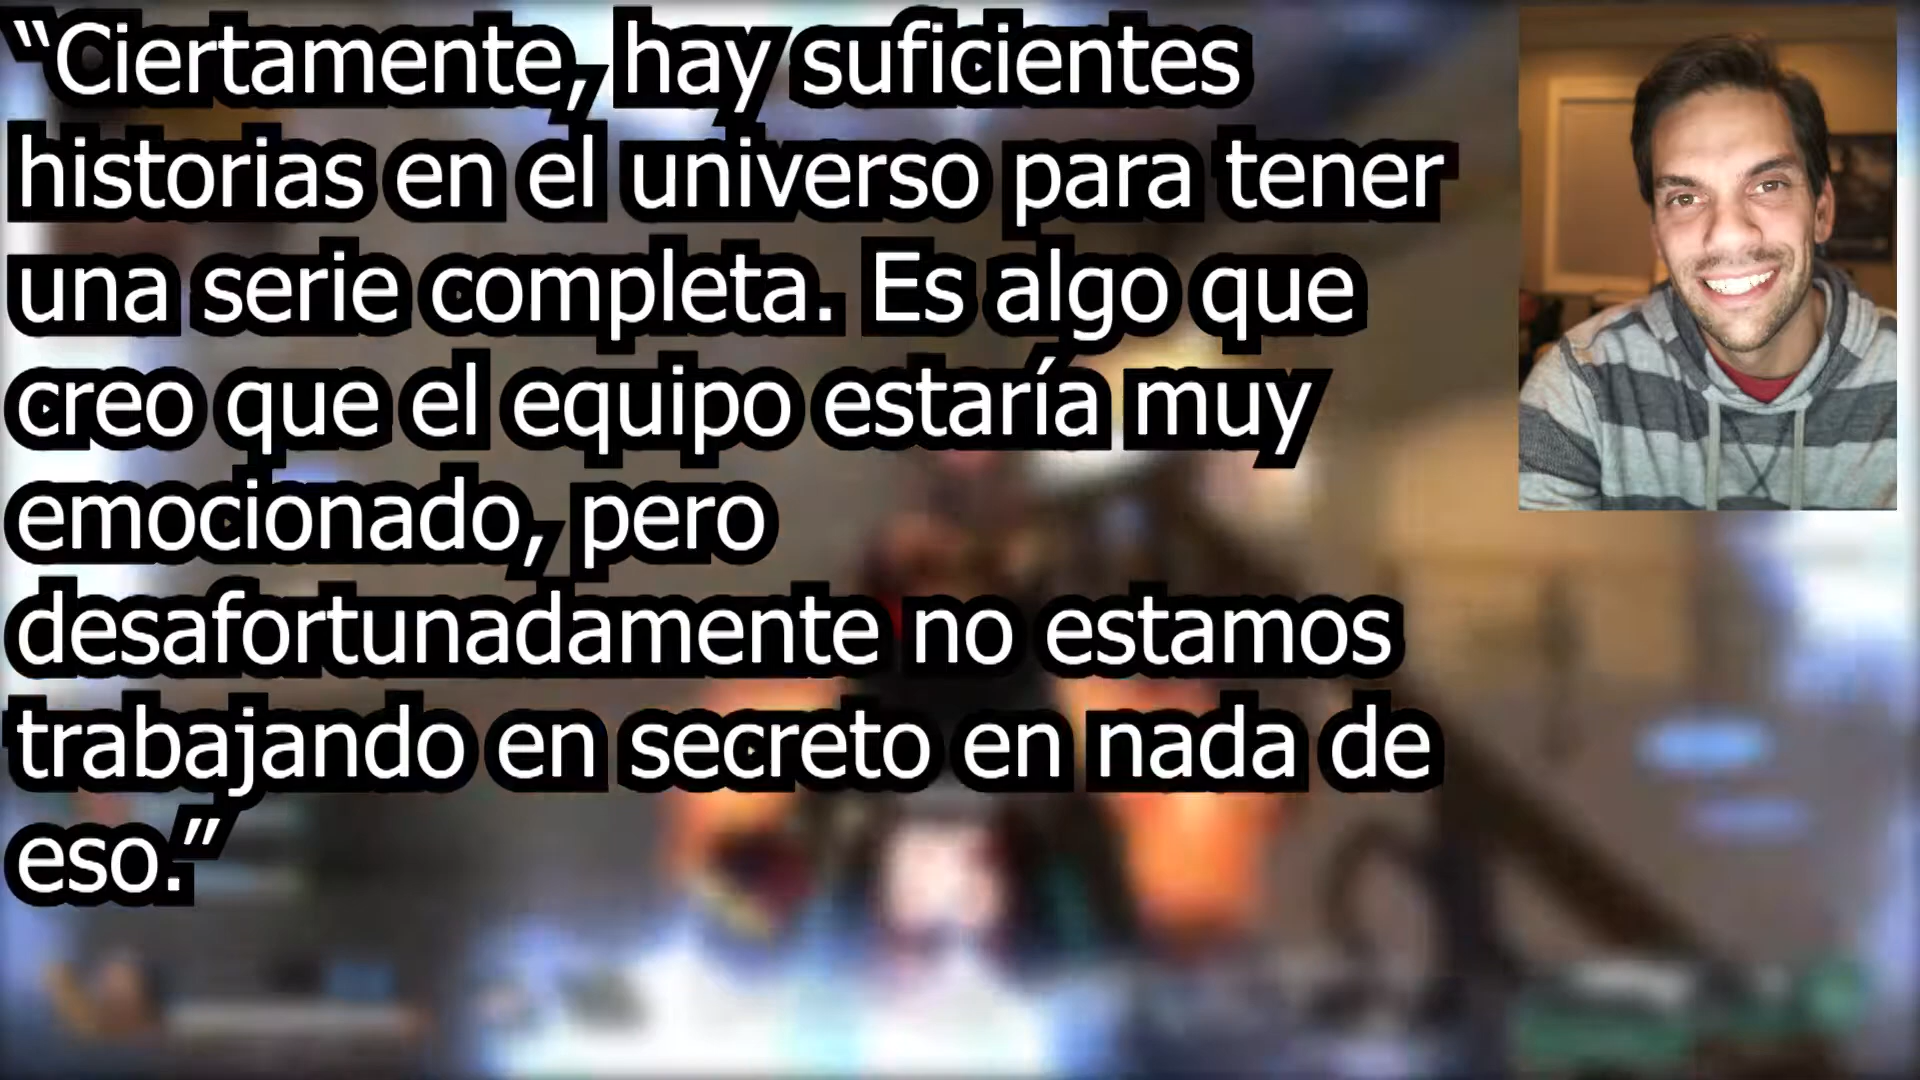 “Ciertamente, hay suficientes
historias en el universo para tener
una serie completa. Es algo que
creo que el equipo estaría muy
emocionado, pero
desafortunadamente no estamos
trabajando en secreto en nada de
eso.”